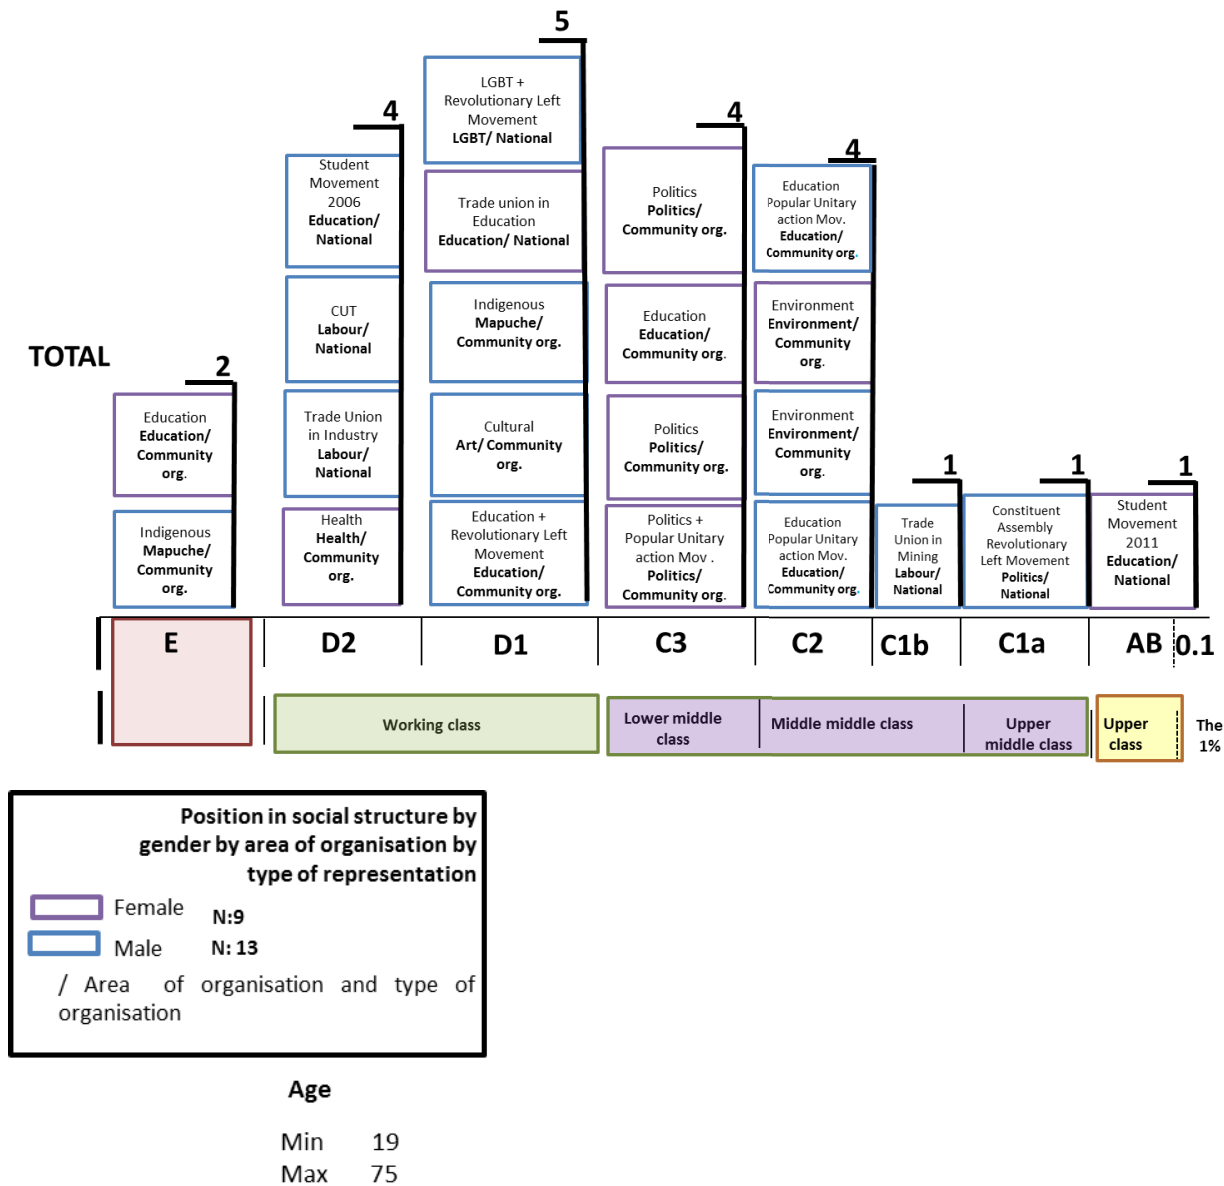 TOTAL
2
Education
Education/
Community
org.
Indigenous
Mapuche/
Community
org.
4
Student
Movement
2006
Education/
National
CUT
Labour/
National
Trade Union
in Industry
Labour/
National
Health
Health/
Community
org.
5
LGBT +
Revolutionary Left
Movement
LGBT/ National
Trade union in
Education
Education/ National
Indigenous
Mapuche/
Community org.
Cultural
Art/ Community
org.
Education +
Revolutionary Left
Movement
Education/
Community org.
4
Politics
Politics/
Community org.
Education
Education/
Community org.
Politics
Politics/
Community org.
Politics +
Popular Unitary
action Mov .
Politics/
Community org.
4
Education
Popular Unitary
action Mov.
Education/
Community org.
Environment
Environment/
Community
org.
Environment
Environment/
Community
org.
Education
Popular Unitary
action Mov.
Education/
Community org.
1
Trade
Union in
Mining
Labour/
National
1
Constituent
Assembly
Revolutionary
Left Movement
Politics/
National
1
Student
Movement
2011
Education/
National
E D2 D1 C3 C2 C1b C1a AB 0.1
Working class
Lower middle
class
Middle middle class
Upper
middle class
Upper
class
The
1%
Position in social structure by
gender by area of organisation by
type of representation
Female N:9
Male N: 13
/ Area of organisation and type of
organisation
Age
Min 19
Max 75